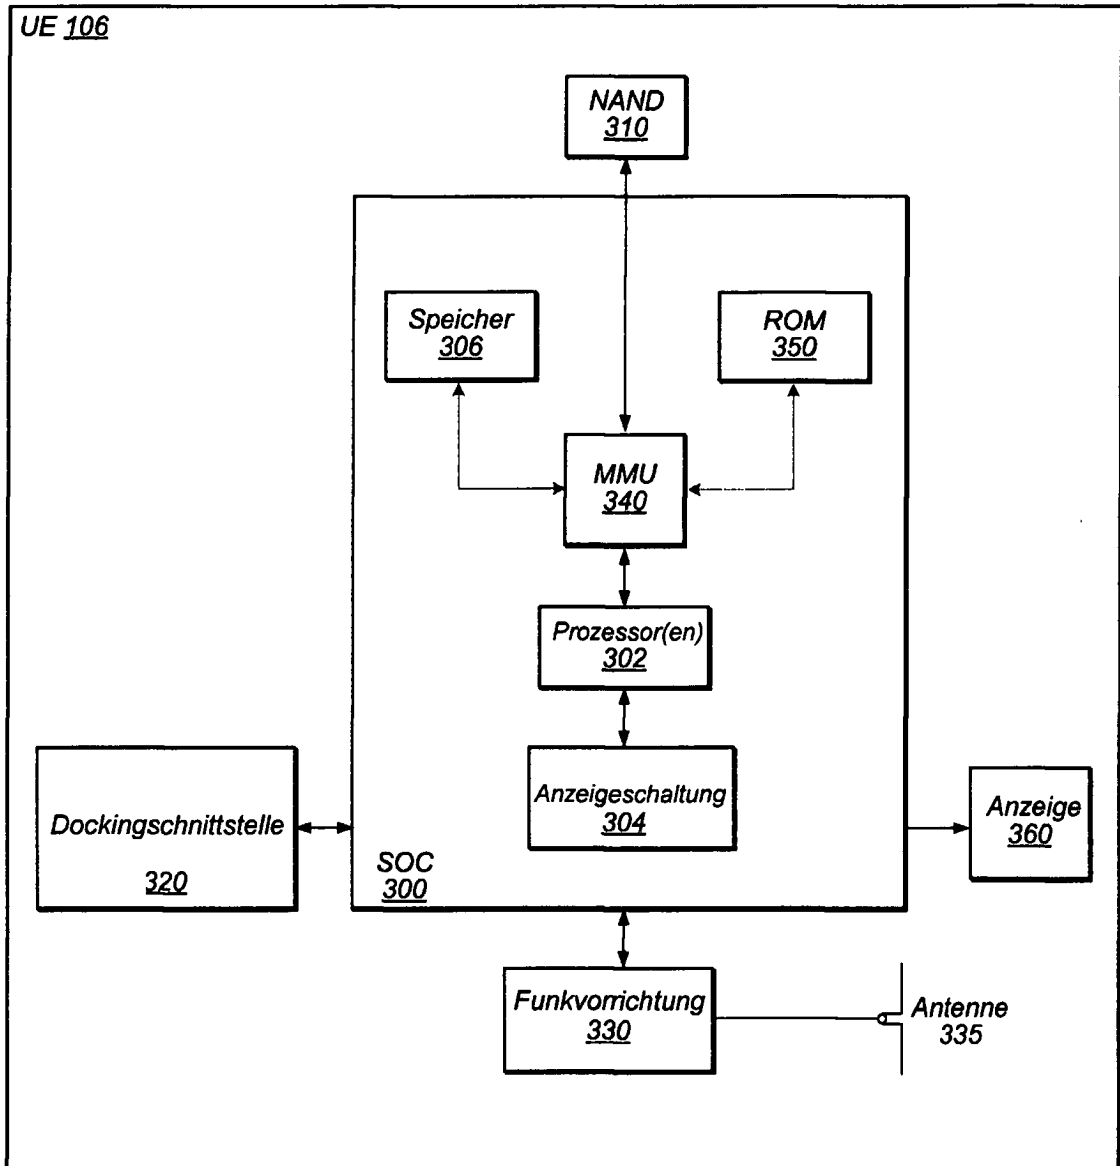 UE 106
NAND
310
Speicher
306
ROM
350
MMU
340
Prozessor(en)
302
Anzeigeschaltung
304
Dockingschnittstelle
320
SOC
300
Anzeige
360
Funkvorrichtung
330
Antenne
335